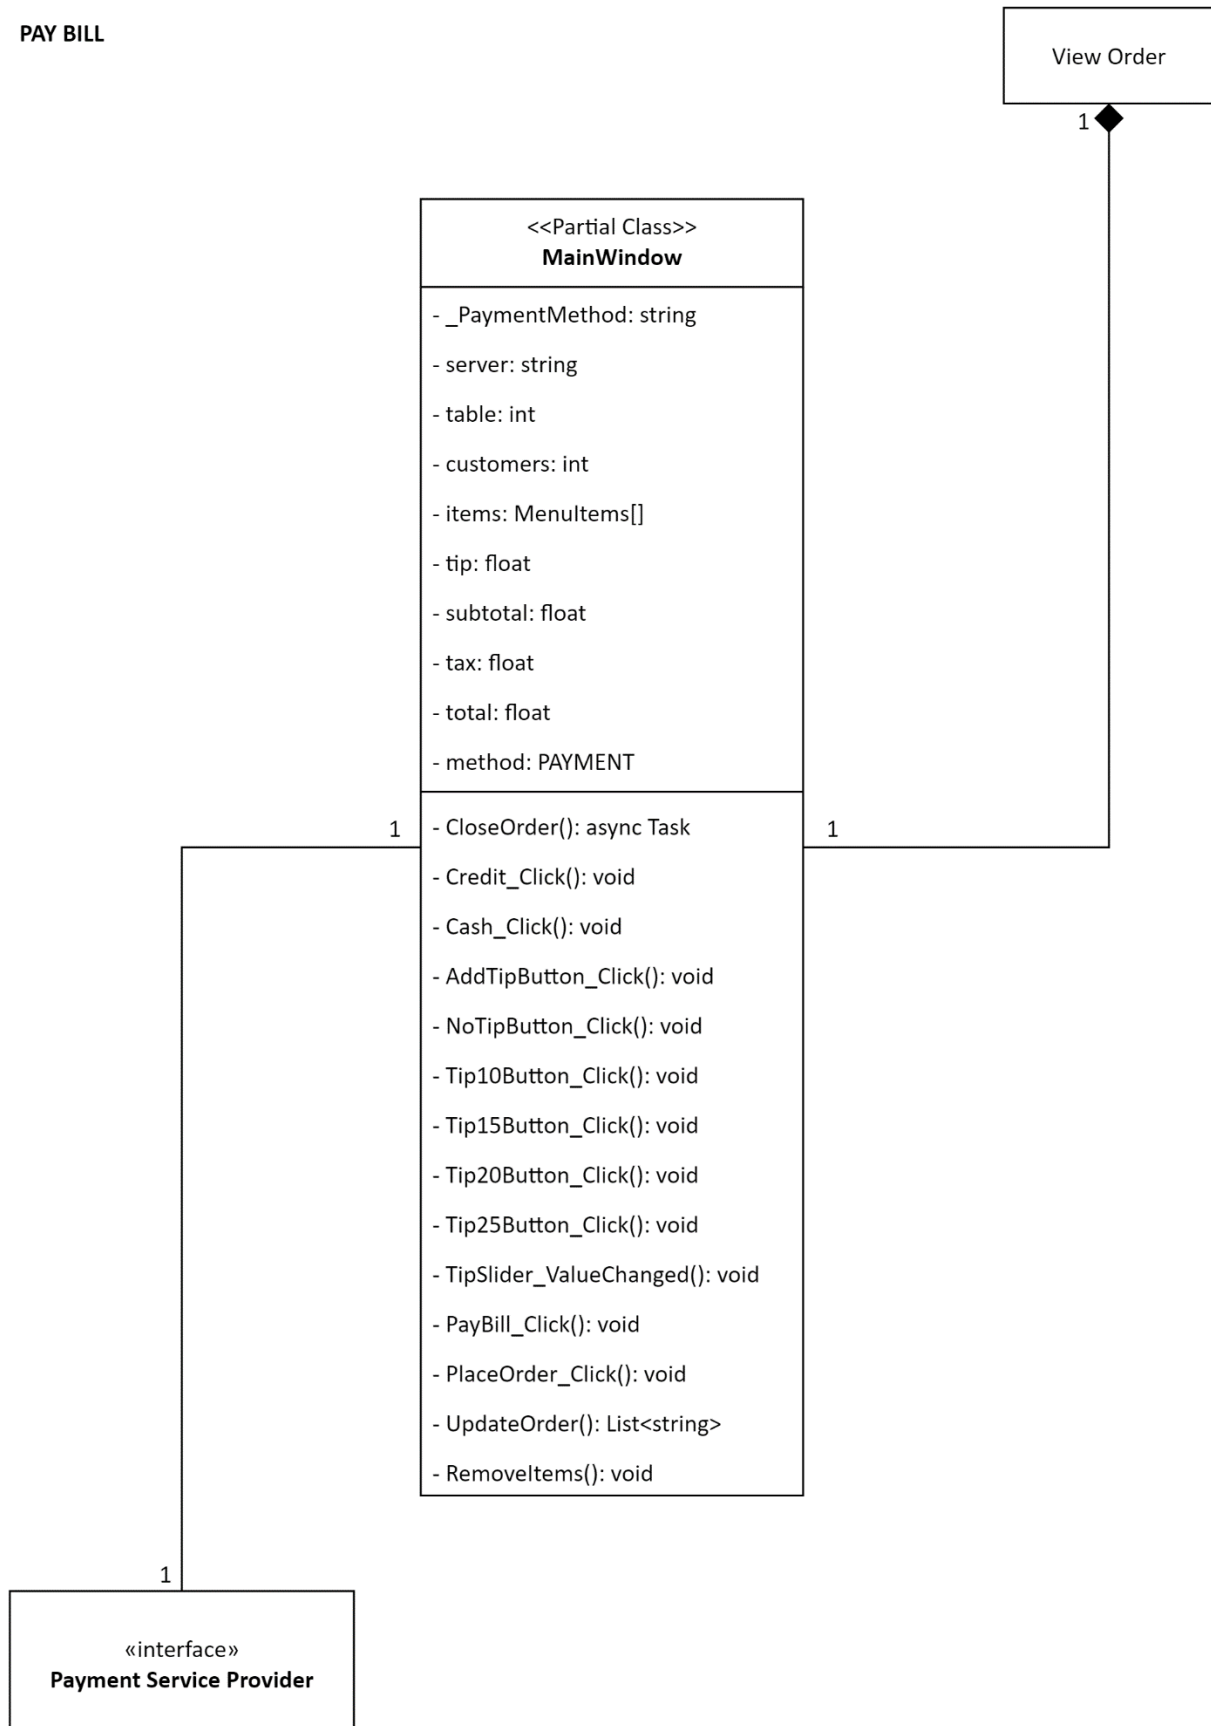 PAY BILL
View Order
1
<<Partial Class>>
MainWindow
- _PaymentMethod: string
- server: string
- table: int
- customers: int
- items: MenuItems[]
- tip: float
- subtotal: float
- tax: float
- total: float
- method: PAYMENT
1
- CloseOrder(): async Task
1
- Credit_Click(): void
- Cash_Click(): void
- AddTipButton_Click(): void
- NoTipButton_Click(): void
- Tip10Button_Click(): void
- Tip15Button_Click(): void
- Tip20Button_Click(): void
- Tip25Button_Click(): void
- TipSlider_ValueChanged(): void
- PayBill_Click(): void
- PlaceOrder_Click(): void
- UpdateOrder(): List<string>
- RemoveItems(): void
1
«interface»
Payment Service Provider